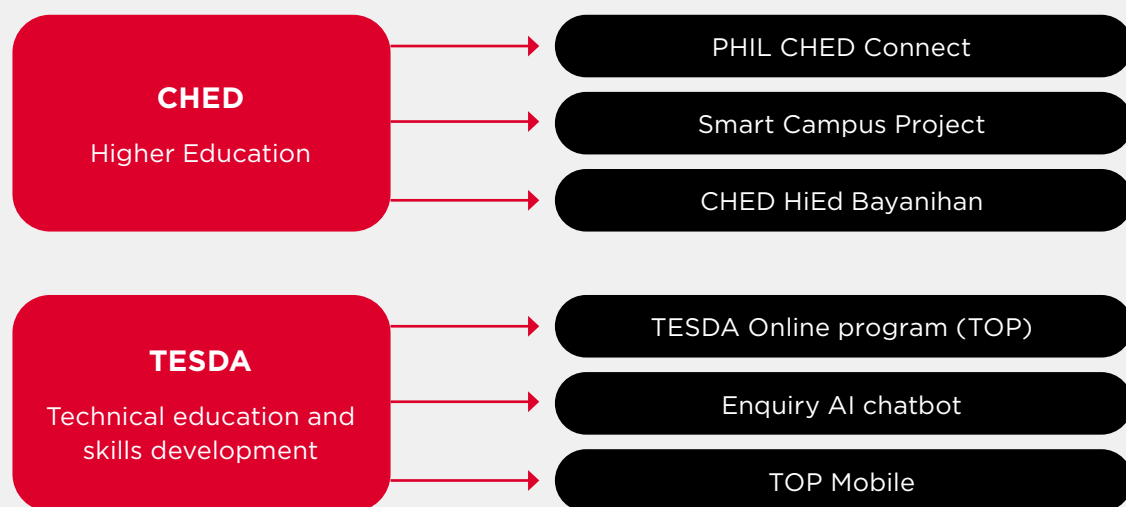 CHED
Higher Education
PHIL CHED Connect
Smart Campus Project
CHED HiEd Bayanihan
TESDA
Technical education and
skills development
TESDA Online program (TOP)
Enquiry AI chatbot
TOP Mobile